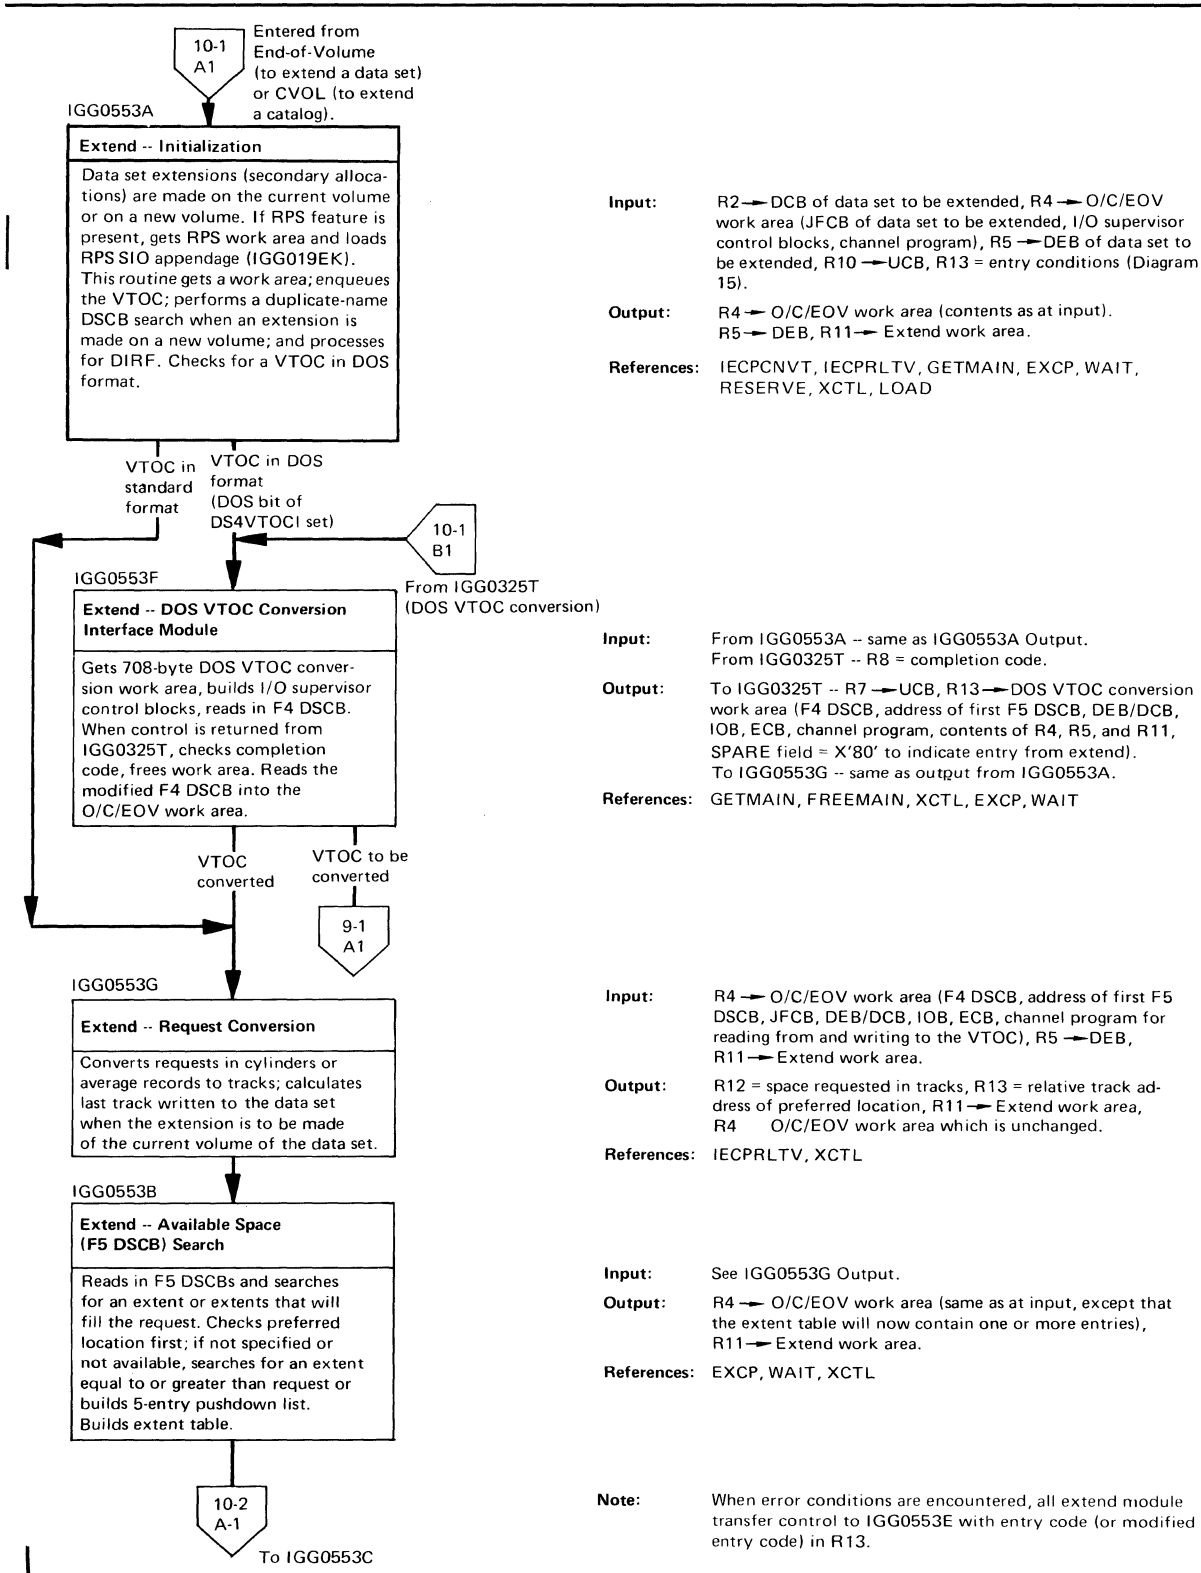 10-1
A1
Entered from
End-of-Volume
(to extend a data set)
or CVOL (to extend
a catalog).
IGG0553A
Extend -- Initialization
Data set extensions (secondary alloca-
tions) are made on the current volume
or on a new volume. If RPS feature is
present, gets RPS work area and loads
RPS SIO appendage (IGG019EK).
This routine gets a work area; enqueues
the VTOC; performs a duplicate-name
DSCB search when an extension is
made on a new volume; and processes
for DIRF. Checks for a VTOC in DOS
format.
Input: R2→ DCB of data set to be extended, R4 → O/C/EOV
work area (JFCB of data set to be extended, I/O supervisor
control blocks, channel program), R5 → DEB of data set to
be extended, R10 → UCB, R13 = entry conditions (Diagram
15).
Output: R4 → O/C/EOV work area (contents as at input).
R5 → DEB, R11 → Extend work area.
References: IECPCNVT, IECPRLTV, GETMAIN, EXCP, WAIT,
RESERVE, XCTL, LOAD
VTOC in
standard
format
VTOC in DOS
format
(DOS bit of
DS4VTOCI set)
10-1
B1
From IGG0325T
(DOS VTOC conversion)
IGG0553F
Extend -- DOS VTOC Conversion
Interface Module
Gets 708-byte DOS VTOC conver-
sion work area, builds I/O supervisor
control blocks, reads in F4 DSCB.
When control is returned from
IGG0325T, checks completion
code, frees work area. Reads the
modified F4 DSCB into the
O/C/EOV work area.
Input: From IGG0553A -- same as IGG0553A Output.
From IGG0325T -- R8 = completion code.
Output: To IGG0325T -- R7 → UCB, R13 → DOS VTOC conversion
work area (F4 DSCB, address of first F5 DSCB, DEB/DCB,
IOB, ECB, channel program, contents of R4, R5, and R11,
SPARE field = X'80' to indicate entry from extend).
To IGG0553G -- same as output from IGG0553A.
References: GETMAIN, FREEMAIN, XCTL, EXCP, WAIT
VTOC
converted
VTOC to be
converted
9-1
A1
IGG0553G
Extend -- Request Conversion
Converts requests in cylinders or
average records to tracks; calculates
last track written to the data set
when the extension is to be made
of the current volume of the data set.
Input: R4 → O/C/EOV work area (F4 DSCB, address of first F5
DSCB, JFCB, DEB/DCB, IOB, ECB, channel program for
reading from and writing to the VTOC), R5 → DEB,
R11 → Extend work area.
Output: R12 = space requested in tracks, R13 = relative track ad-
dress of preferred location, R11 → Extend work area,
R4 O/C/EOV work area which is unchanged.
References: IECPRLTV, XCTL
IGG0553B
Extend -- Available Space
(F5 DSCB) Search
Reads in F5 DSCBs and searches
for an extent or extents that will
fill the request. Checks preferred
location first; if not specified or
not available, searches for an extent
equal to or greater than request or
builds 5-entry pushdown list.
Builds extent table.
Input: See IGG0553G Output.
Output: R4 → O/C/EOV work area (same as at input, except that
the extent table will now contain one or more entries),
R11 → Extend work area.
References: EXCP, WAIT, XCTL
10-2
A-1
To IGG0553C
Note: When error conditions are encountered, all extend module
transfer control to IGG0553E with entry code (or modified
entry code) in R13.